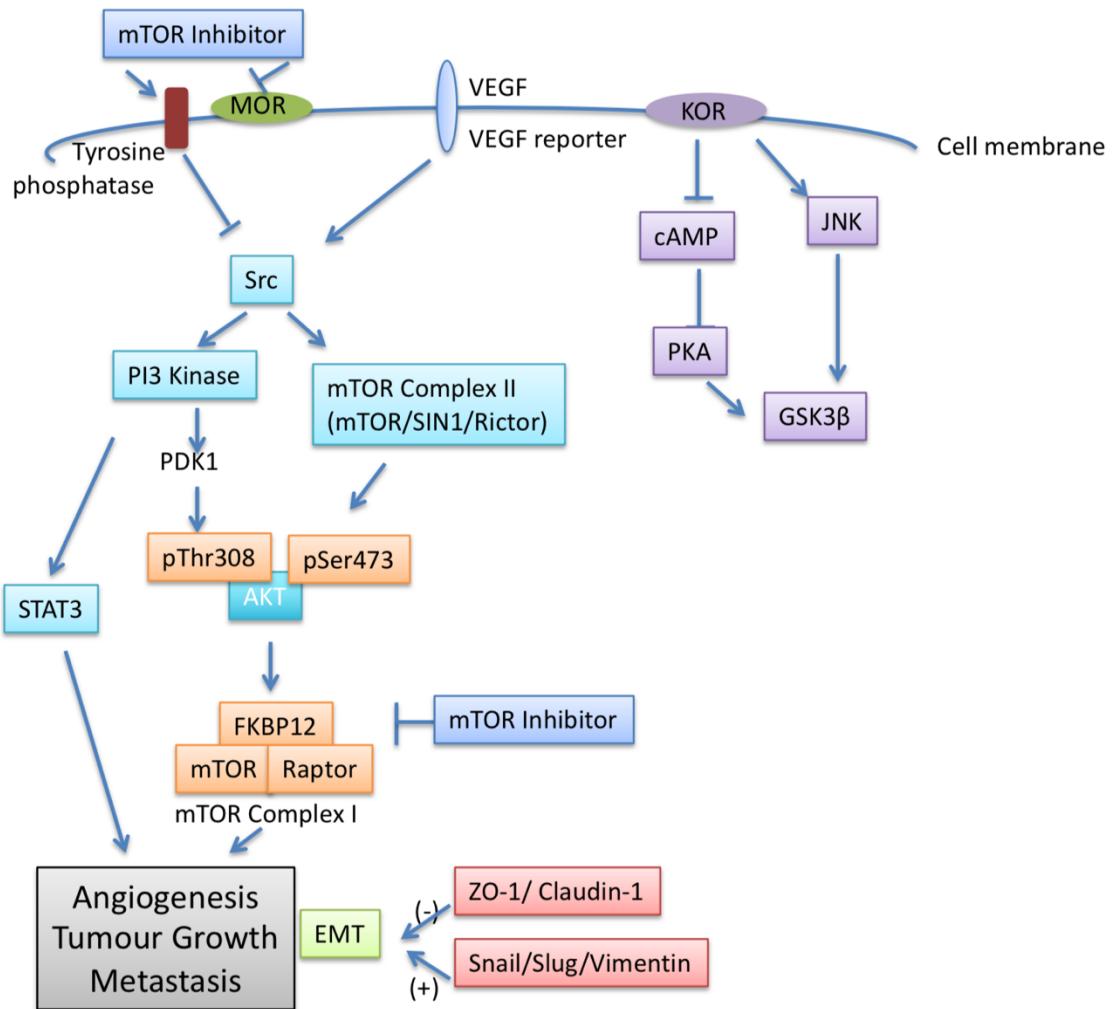 mTOR Inhibitor
MOR
VEGF
VEGF reporter
KOR
Cell membrane
Tyrosine
phosphatase
cAMP
JNK
Src
PKA
PI3 Kinase
mTOR Complex II
(mTOR/SIN1/Rictor)
GSK3β
PDK1
pThr308
pSer473
AKT
STAT3
FKBP12
mTOR Inhibitor
mTOR
Raptor
mTOR Complex I
Angiogenesis
Tumour Growth
Metastasis
EMT
ZO-1/ Claudin-1
(-)
Snail/Slug/Vimentin
(+)